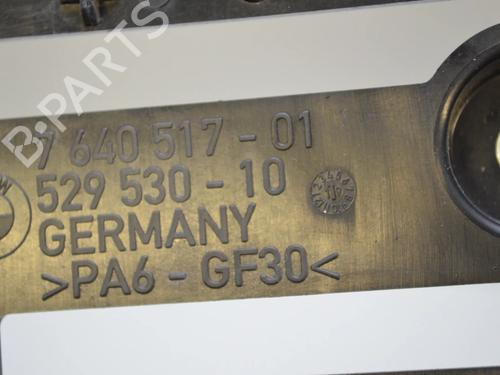 B-PARTS
7 640 517-01
529 530-10
GERMANY
>PA6-GF30<